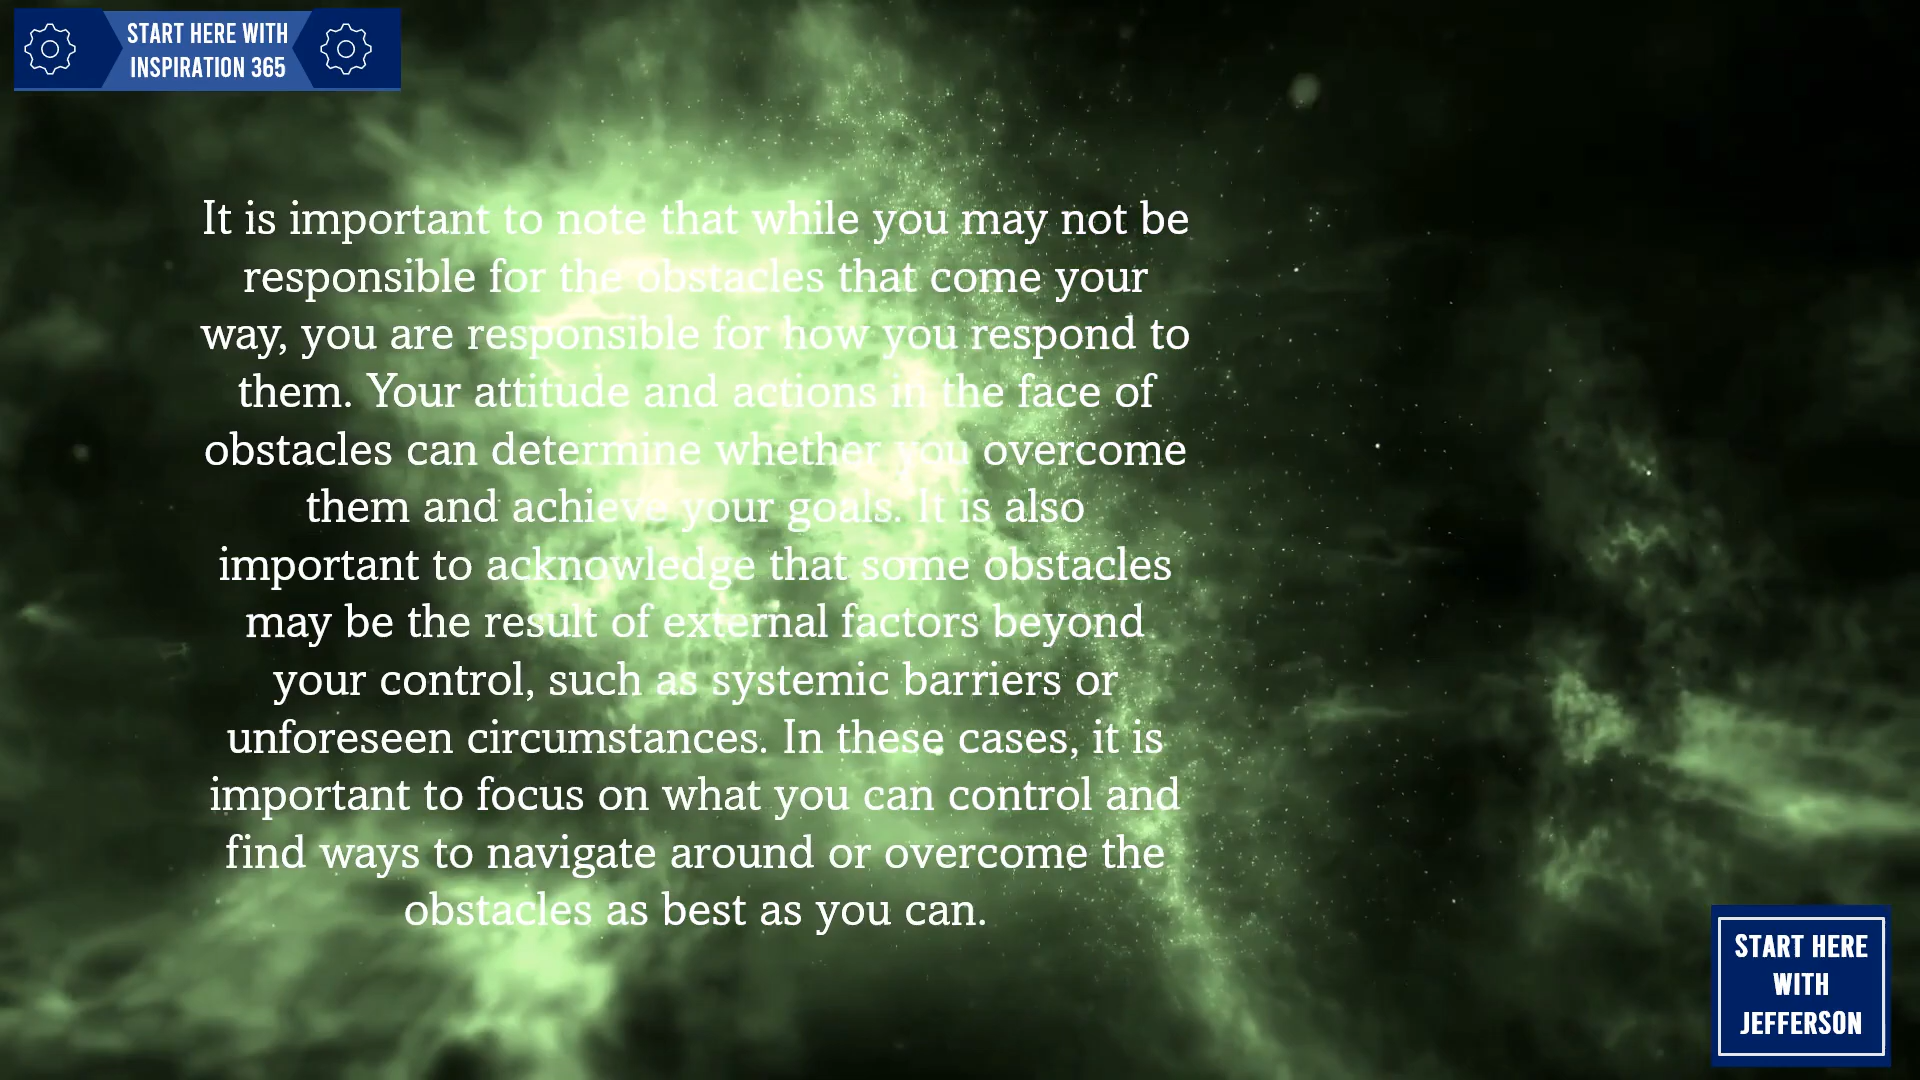 START HERE WITH
INSPIRATION 365
It is important to note that while you may not be
responsible for the obstacles that come your
way, you are responsible for how you respond to
them. Your attitude and actions in the face of
obstacles can determine whether you overcome
them and achieve your goals. It is also
important to acknowledge that some obstacles
may be the result of external factors beyond
your control, such as systemic barriers or
unforeseen circumstances. In these cases, it is
important to focus on what you can control and
find ways to navigate around or overcome the
obstacles as best as you can.
START HERE
WITH
JEFFERSON